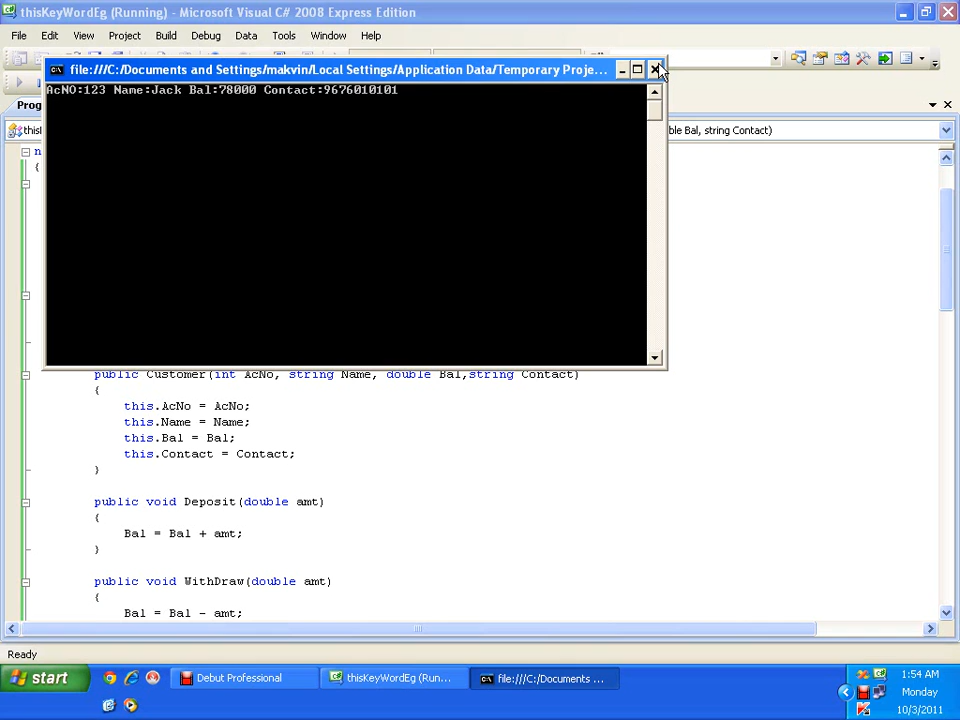 thisKeyWordEg (Running) - Microsoft Visual C# 2008 Express Edition
File Edit View Project Build Debug Data Tools Window Help
file:///C:/Documents and Settings/makvin/Local Settings/Application Data/Temporary Proje...
AcNO:123 Name:Jack Bal:78000 Contact:9676010101
Prog
thisI
ble Bal, string Contact)
n
{
public Customer(int AcNo, string Name, double Bal,string Contact)
{
this.AcNo = AcNo;
this.Name = Name;
this.Bal = Bal;
this.Contact = Contact;
}
public void Deposit(double amt)
{
Bal = Bal + amt;
}
public void WithDraw(double amt)
{
Bal = Bal - amt;
Ready
start
Debut Professional
thisKeyWordEg (Run...
file:///C:/Documents ...
1:54 AM
Monday
10/3/2011